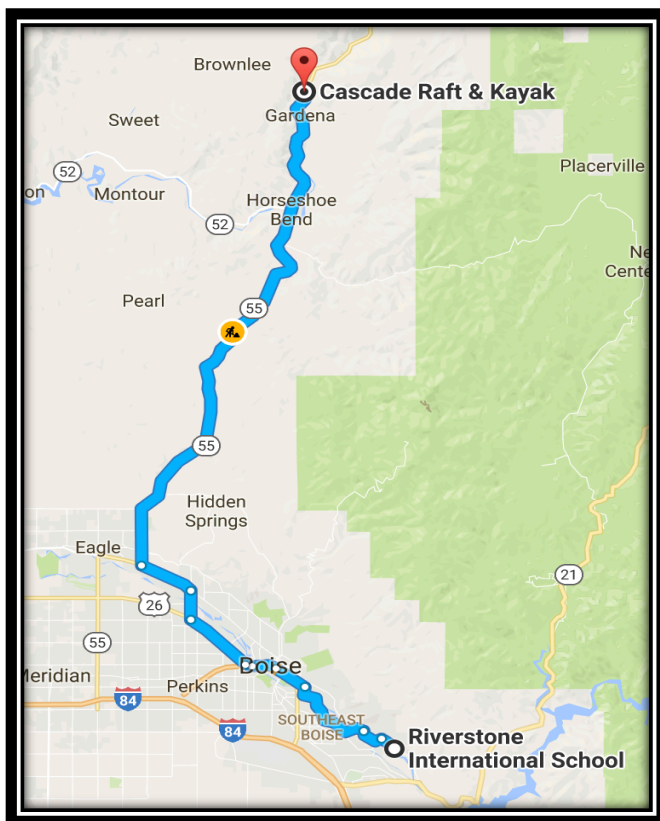 Brownlee
Cascade Raft & Kayak
Gardena
Sweet
Placerville
52
on
Montour
Horseshoe
Bend
52
Ne
Cente
Pearl
55
55
Hidden
Springs
Eagle
21
26
55
Boise
Meridian
Perkins
84
SOUTHEAST
BOISE
84
Riverstone
International School